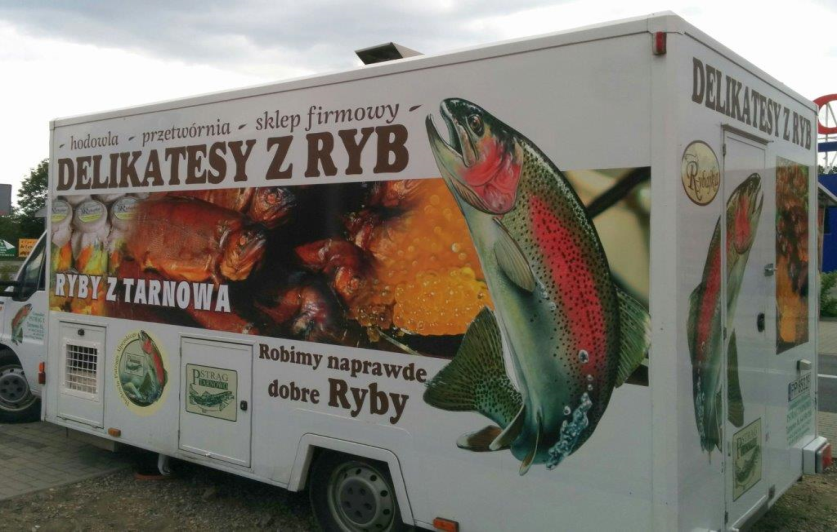 - hodowla - przetwórnia - sklep firmowy -
DELIKATESY Z RYB
RYBY Z TARNOWA
Robimy naprawdę
dobre Ryby
PSTRĄG
DELIKATESY Z RYB